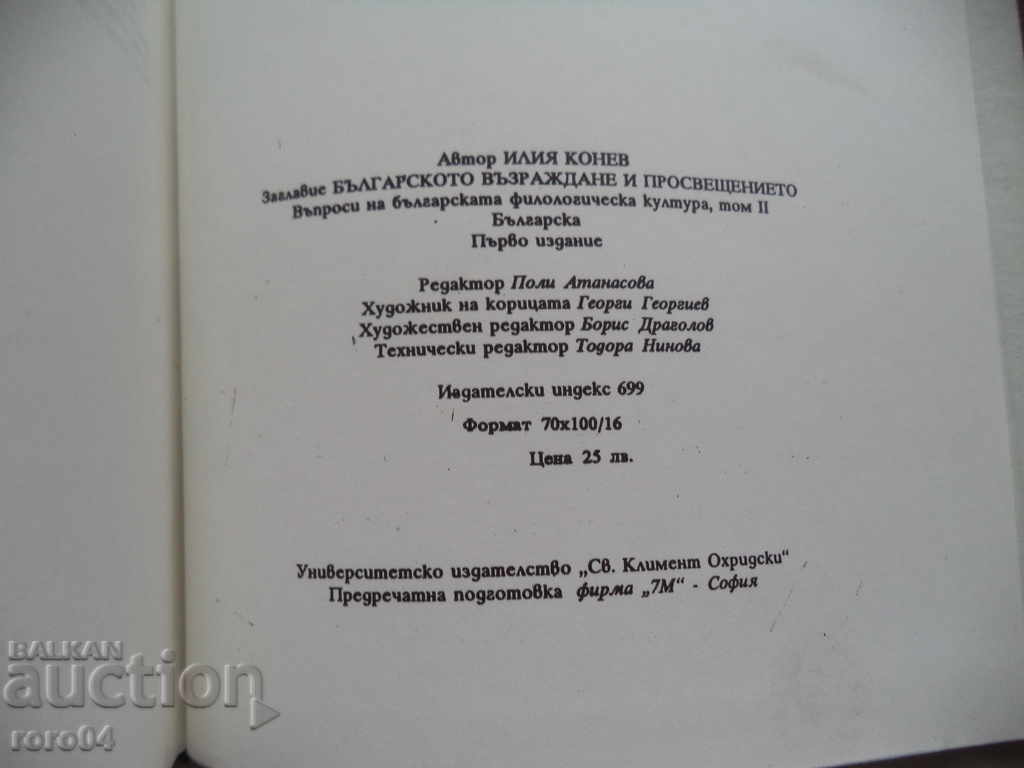 Автор ИЛИЯ КОНЕВ
Заглавие БЪЛГАРСКОТО ВЪЗРАЖДАНЕ И ПРОСВЕЩЕНИЕТО
Въпроси на българската филологическа култура, том II
Българска
Първо издание
Редактор Поли Атанасова
Художник на корицата Георги Георгиев
Художествен редактор Борис Драголов
Технически редактор Тодора Нинова
Издателски индекс 699
Формат 70x100/16
Цена 25 лв.
Университетско издателство „Св. Климент Охридски“
Предречатна подготовка фирма „7М“ - София
BALKAN
auction
roro04